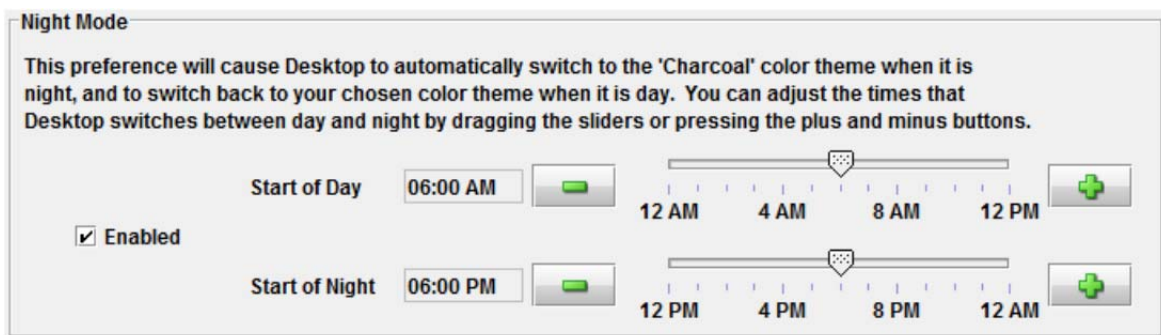 Night Mode
This preference will cause Desktop to automatically switch to the 'Charcoal' color theme when it is
night, and to switch back to your chosen color theme when it is day.  You can adjust the times that
Desktop switches between day and night by dragging the sliders or pressing the plus and minus buttons.
Start of Day 06:00 AM
12 AM 4 AM 8 AM 12 PM
Enabled
Start of Night 06:00 PM
12 PM 4 PM 8 PM 12 AM